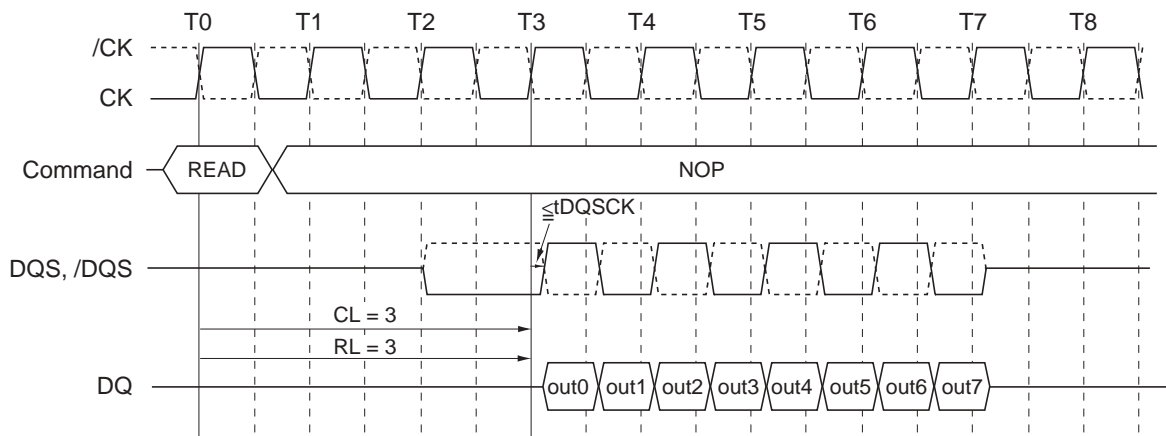 T0 T1 T2 T3 T4 T5 T6 T7 T8
/CK
CK
Command READ NOP
≦tDQSCK
DQS, /DQS
CL = 3
RL = 3
DQ out0 out1 out2 out3 out4 out5 out6 out7